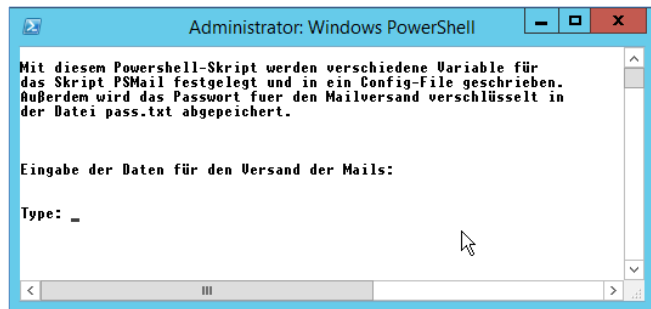 Administrator: Windows PowerShell
Mit diesem Powershell-Skript werden verschiedene Variable für
das Skript PSMail festgelegt und in ein Config-File geschrieben.
Außerdem wird das Passwort fuer den Mailversand verschlüsselt in
der Datei pass.txt abgepeichert.
Eingabe der Daten für den Versand der Mails:
Type: _